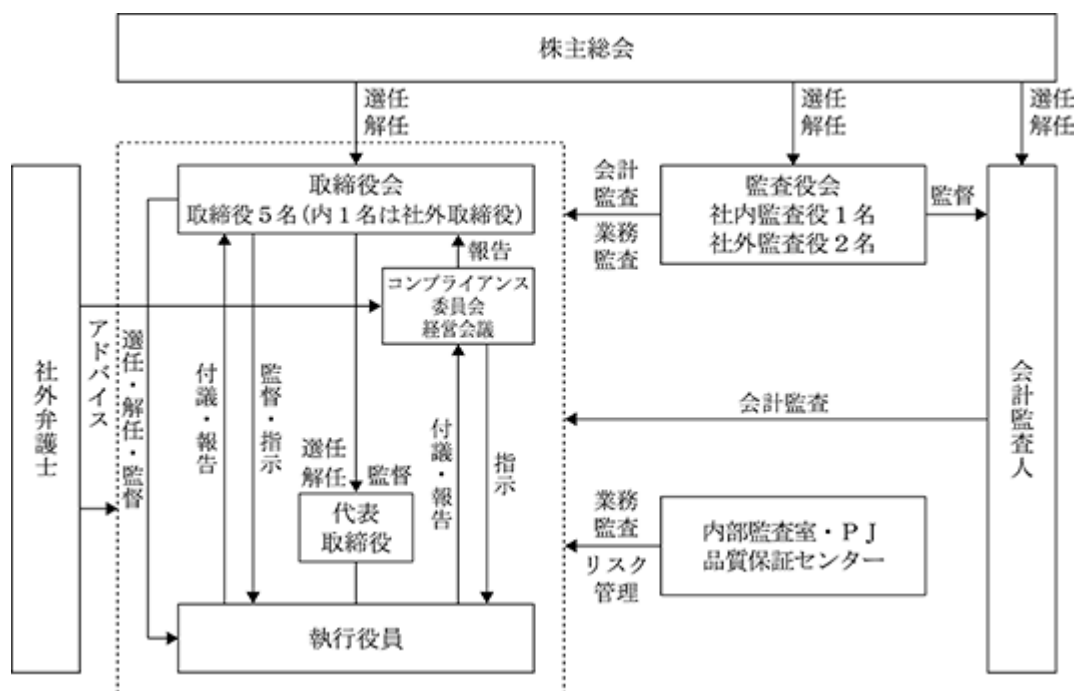 株主総会
選任
解任
選任
解任
選任
解任
取締役会
取締役5名(内1名は社外取締役)
会計
監査
業務
監査
監査役会
社内監査役1名
社外監査役2名
監督
報告
コンプライアンス
委員会
経営会議
社外弁護士
アドバイス
選任・解任・監督
付議・報告
監督・指示
選任
解任
監督
代表
取締役
付議・報告
指示
会計監査
会計監査人
業務
監査
リスク
管理
内部監査室・PJ
品質保証センター
執行役員